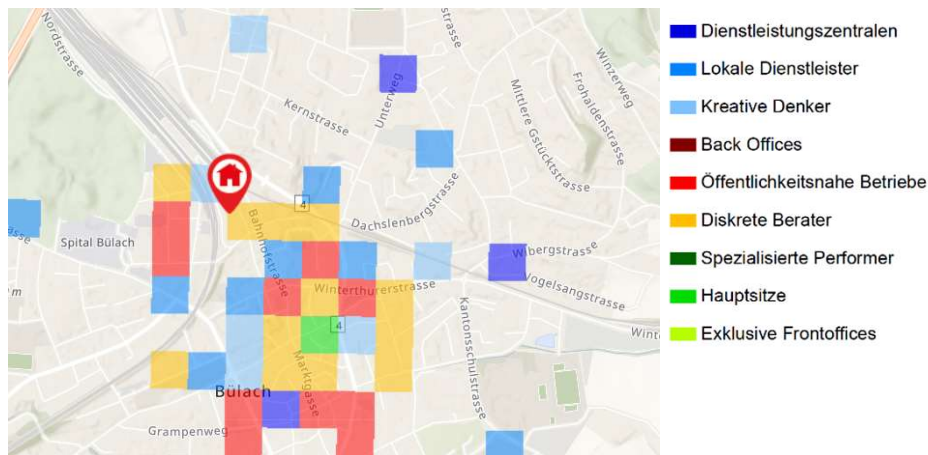 Nordstrasse
Kernstrasse
Unterweg
Mittlere Gstücktstrasse
Frohaldenstrasse
Winzerweg
4
Dachslenbergstrasse
Bahnhofstrasse
Spital Bülach
Wibergstrasse
Vogelsangstrasse
Winterthurerstrasse
4
Kantonsschulstrasse
Marktgasse
Bülach
Grampenweg
Dienstleistungszentralen
Lokale Dienstleister
Kreative Denker
Back Offices
Öffentlichkeitsnahe Betriebe
Diskrete Berater
Spezialisierte Performer
Hauptsitze
Exklusive Frontoffices